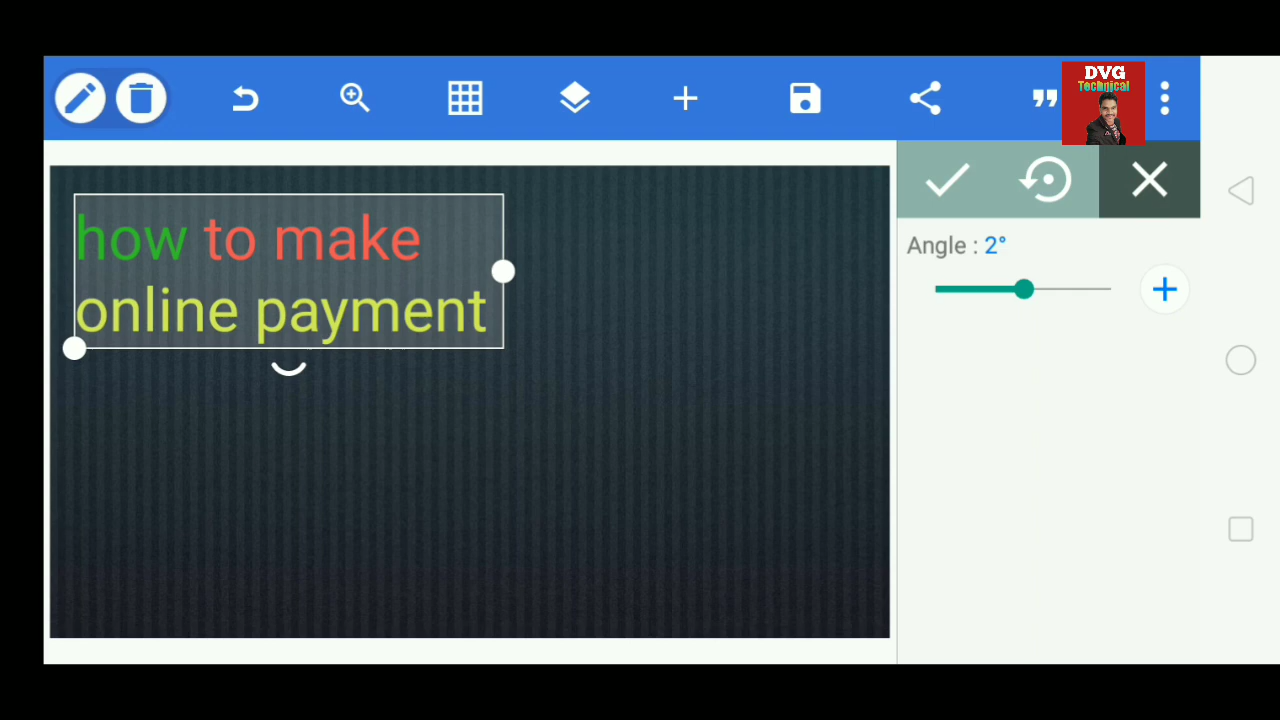 DVG
Technical
how to make
online payment
Angle : 2°